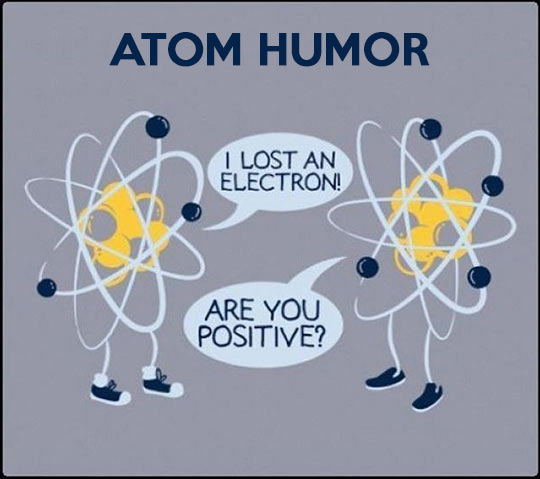 ATOM HUMOR
I LOST AN
ELECTRON!
ARE YOU
POSITIVE?